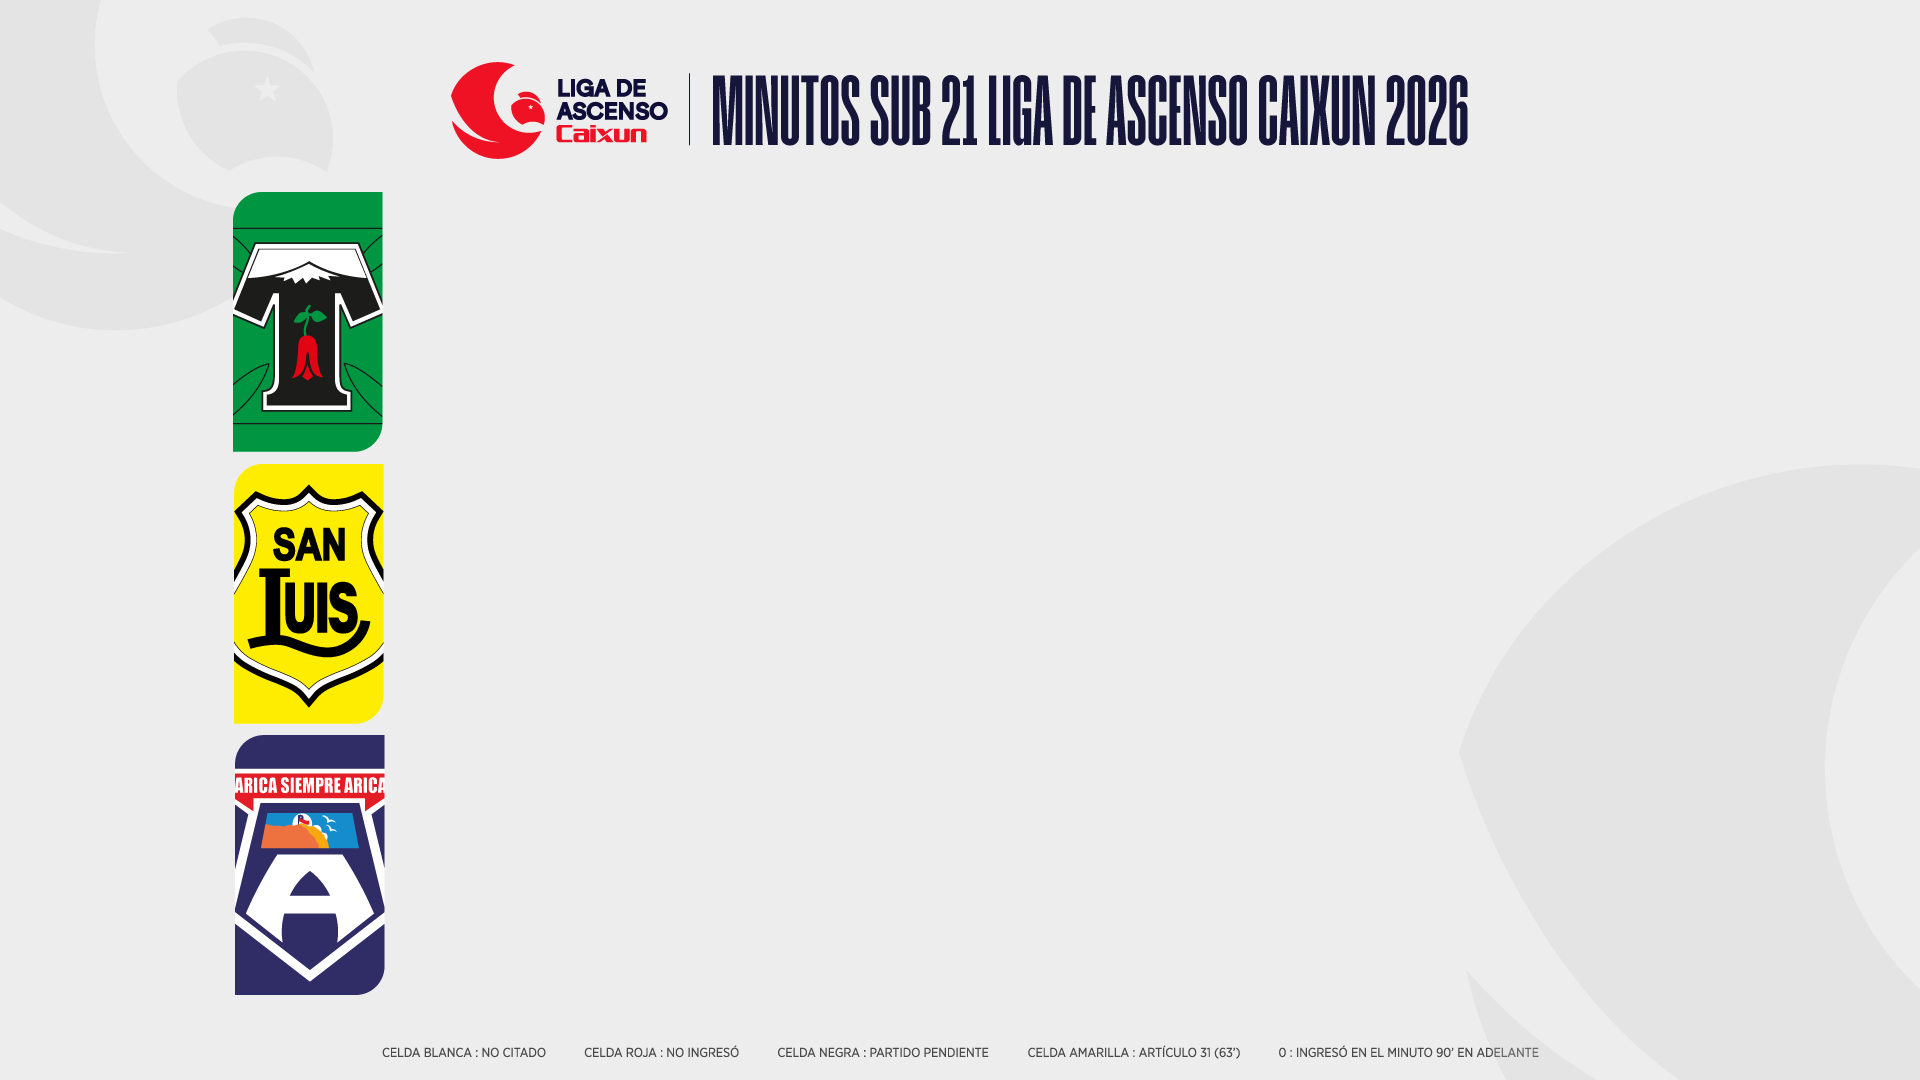 LIGA DE
ASCENSO
Caixun
MINUTOS SUB 21 LIGA DE ASCENSO CAIXUN 2026
SAN
LUIS
ARICA SIEMPRE ARICA
CELDA BLANCA : NO CITADO
CELDA ROJA : NO INGRESÓ
CELDA NEGRA : PARTIDO PENDIENTE
CELDA AMARILLA : ARTÍCULO 31 (63')
0 : INGRESÓ EN EL MINUTO 90' EN ADELANTE